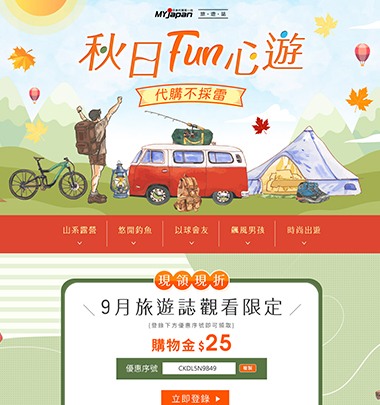 MYJapan 旅·遊·誌
秋日Fun心遊
代購不採雷
山系露營 悠閒釣魚 以球會友 飆風男孩 時尚出遊
現領現折
9月旅遊誌觀看限定
(登錄下方優惠序號即可領取)
購物金$25
優惠序號 CKDL5N9849 複製
立即登錄